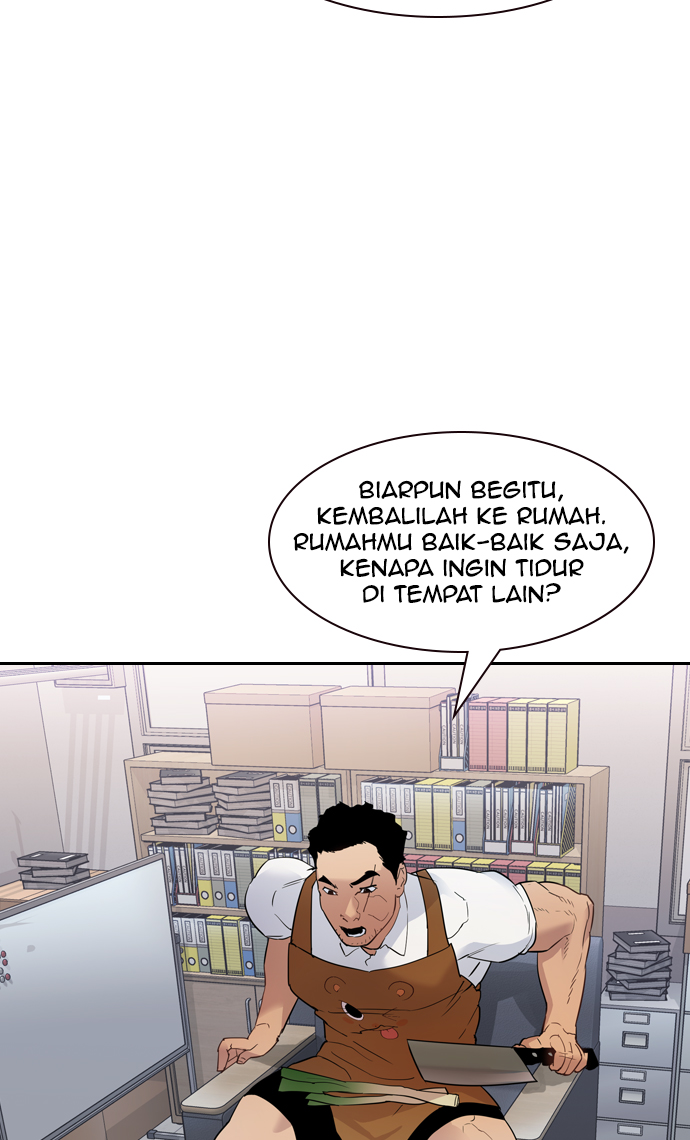 BIARPUN BEGITU,
KEMBALILAH KE RUMAH.
RUMAHMU BAIK-BAIK SAJA,
KENAPA INGIN TIDUR
DI TEMPAT LAIN?